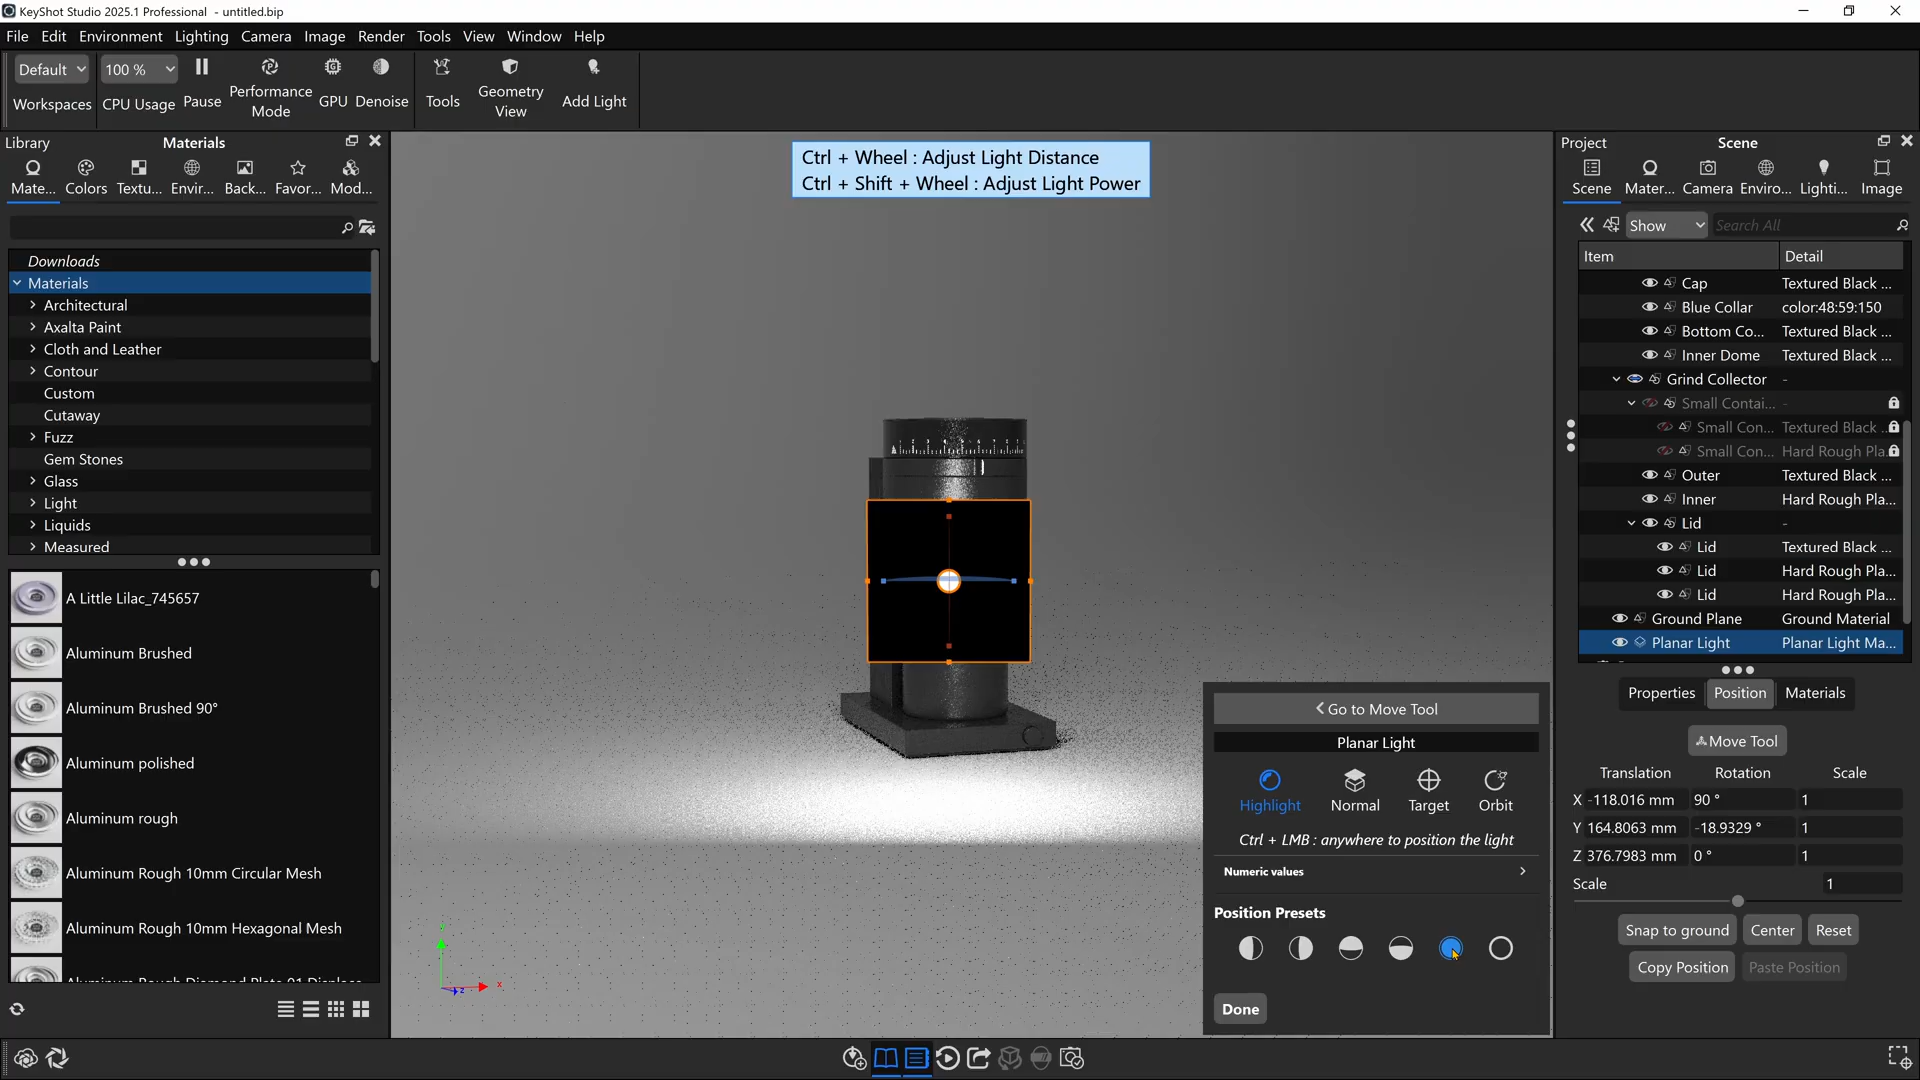 KeyShot Studio 2025.1 Professional - untitled.bip
File Edit Environment Lighting Camera Image Render Tools View Window Help
Default 100 %
Workspaces CPU Usage Pause Performance Mode GPU Denoise Tools Geometry View Add Light
Library Materials
Mate... Colors Textu... Envir... Back... Favor... Mod...
Downloads
Materials
Architectural
Axalta Paint
Cloth and Leather
Contour
Custom
Cutaway
Fuzz
Gem Stones
Glass
Light
Liquids
Measured
A Little Lilac_745657
Aluminum Brushed
Aluminum Brushed 90°
Aluminum polished
Aluminum rough
Aluminum Rough 10mm Circular Mesh
Aluminum Rough 10mm Hexagonal Mesh
Ctrl + Wheel : Adjust Light Distance
Ctrl + Shift + Wheel : Adjust Light Power
x
z
Go to Move Tool
Planar Light
Highlight Normal Target Orbit
Ctrl + LMB : anywhere to position the light
Numeric values
Position Presets
Done
Project Scene
Scene Mater... Camera Enviro... Lighti... Image
Show Search All
Item Detail
Cap Textured Black ...
Blue Collar color:48:59:150
Bottom Co... Textured Black ...
Inner Dome Textured Black ...
Grind Collector -
Small Contai... -
Small Con... Textured Black ...
Small Con... Hard Rough Pla...
Outer Textured Black ...
Inner Hard Rough Pla...
Lid -
Lid Textured Black ...
Lid Hard Rough Pla...
Lid Hard Rough Pla...
Ground Plane Ground Material
Planar Light Planar Light Ma...
Properties Position Materials
Move Tool
Translation Rotation Scale
X -118.016 mm 90 ° 1
Y 164.8063 mm -18.9329 ° 1
Z 376.7983 mm 0 ° 1
Scale 1
Snap to ground Center Reset
Copy Position Paste Position